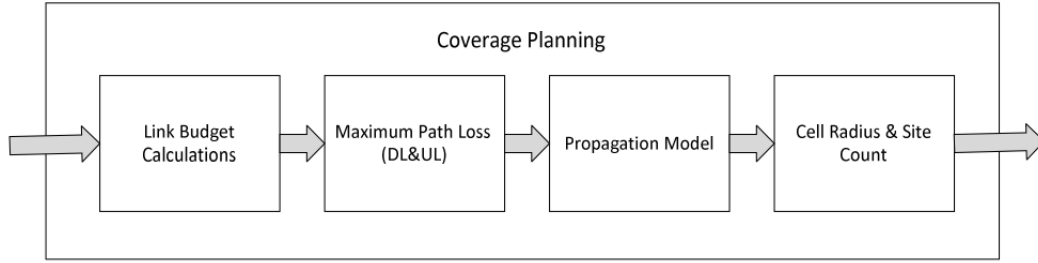 Coverage Planning
Link Budget
Calculations
Maximum Path Loss
(DL&UL)
Propagation Model
Cell Radius & Site
Count